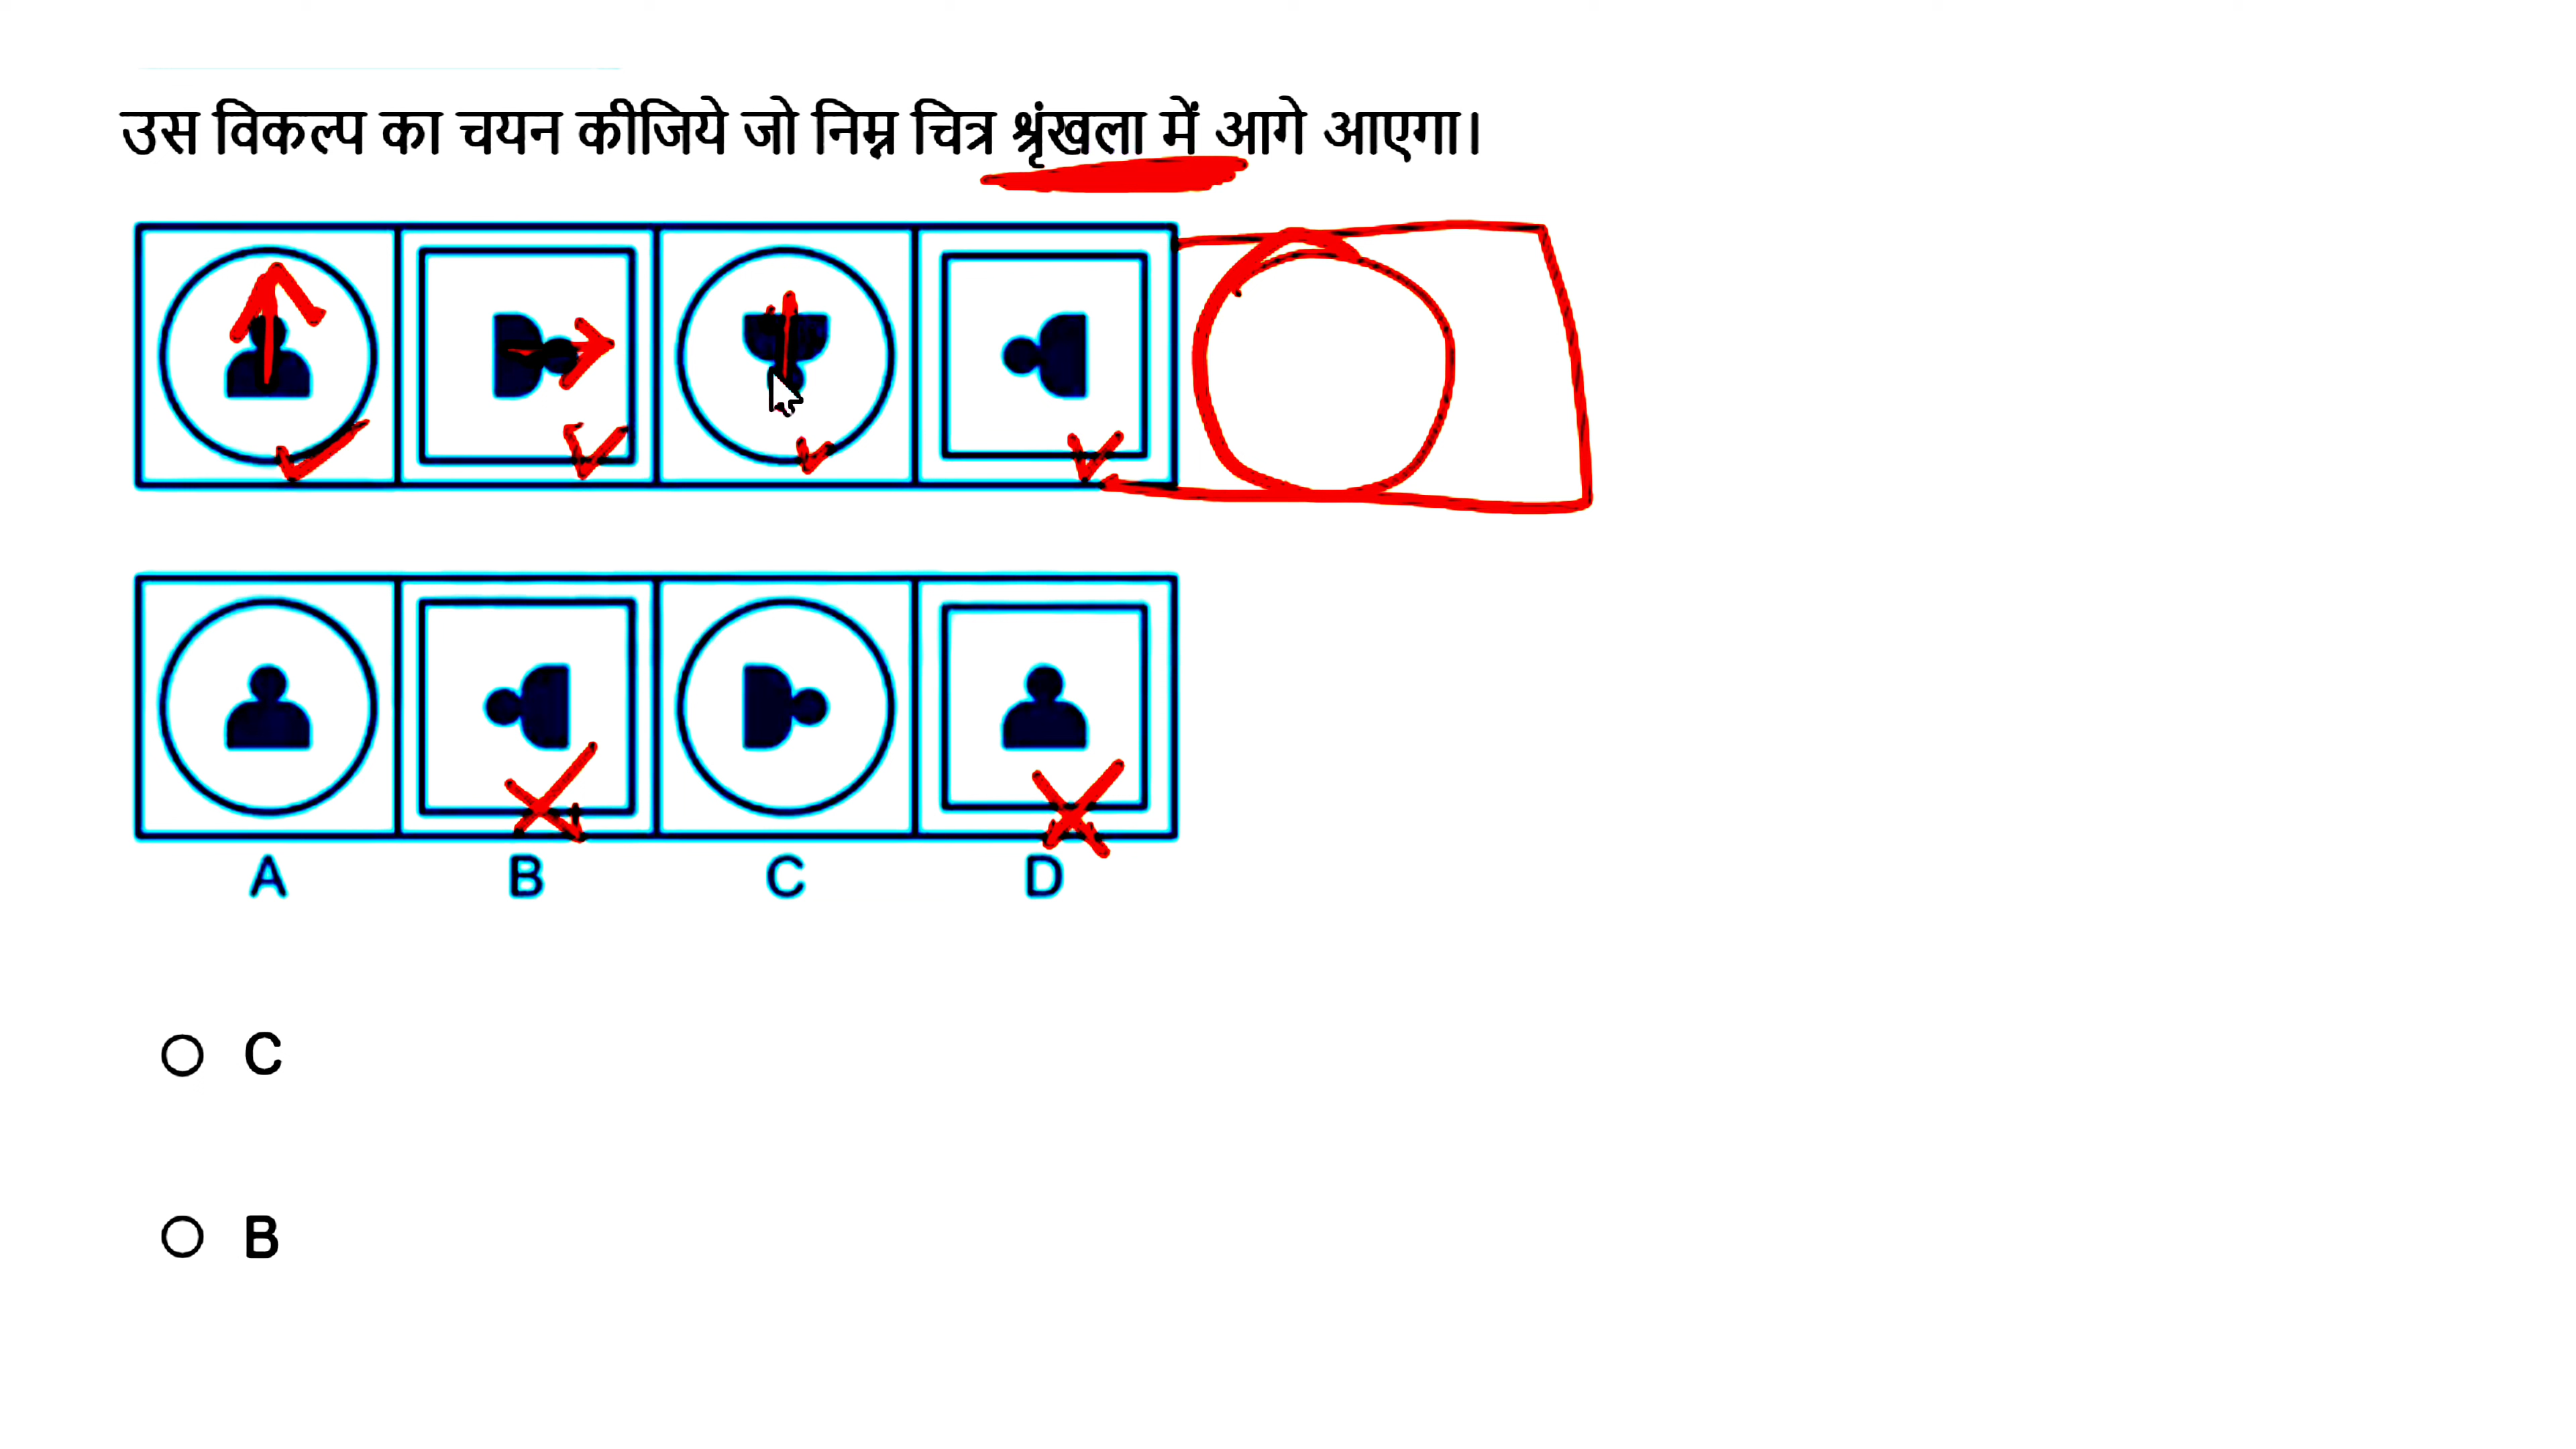 उस विकल्प का चयन कीजिये जो निम्न चित्र श्रृंखला में आगे आएगा।
A B C D
C
B